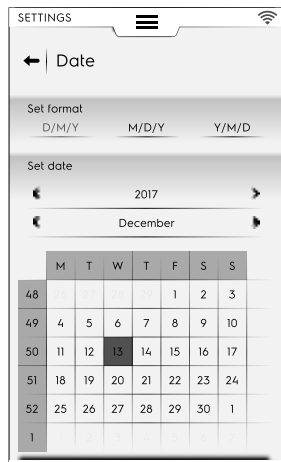 SETTINGS
Date
Set format
D/M/Y M/D/Y Y/M/D
Set date
2017
December
M T W T F S S
48 1 2 3
49 4 5 6 7 8 9 10
50 11 12 13 14 15 16 17
51 18 19 20 21 22 23 24
52 25 26 27 28 29 30 1
1